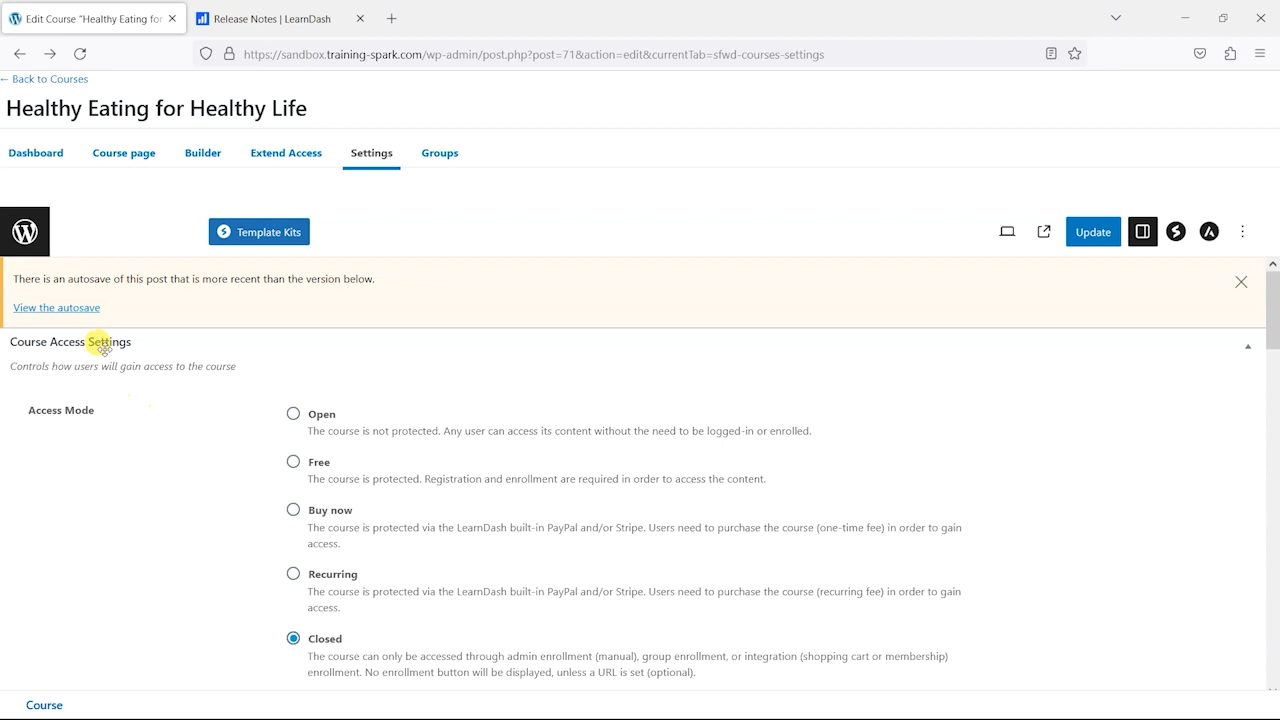 Edit Course "Healthy Eating for
Release Notes | LearnDash
https://sandbox.training-spark.com/wp-admin/post.php?post=71&action=edit&currentTab=sfwd-courses-settings
← Back to Courses
Healthy Eating for Healthy Life
Dashboard
Course page
Builder
Extend Access
Settings
Groups
Template Kits
Update
There is an autosave of this post that is more recent than the version below.
View the autosave
Course Access Settings
Controls how users will gain access to the course
Access Mode
Open
The course is not protected. Any user can access its content without the need to be logged-in or enrolled.
Free
The course is protected. Registration and enrollment are required in order to access the content.
Buy now
The course is protected via the LearnDash built-in PayPal and/or Stripe. Users need to purchase the course (one-time fee) in order to gain
access.
Recurring
The course is protected via the LearnDash built-in PayPal and/or Stripe. Users need to purchase the course (recurring fee) in order to gain
access.
Closed
The course can only be accessed through admin enrollment (manual), group enrollment, or integration (shopping cart or membership)
enrollment. No enrollment button will be displayed, unless a URL is set (optional).
Course